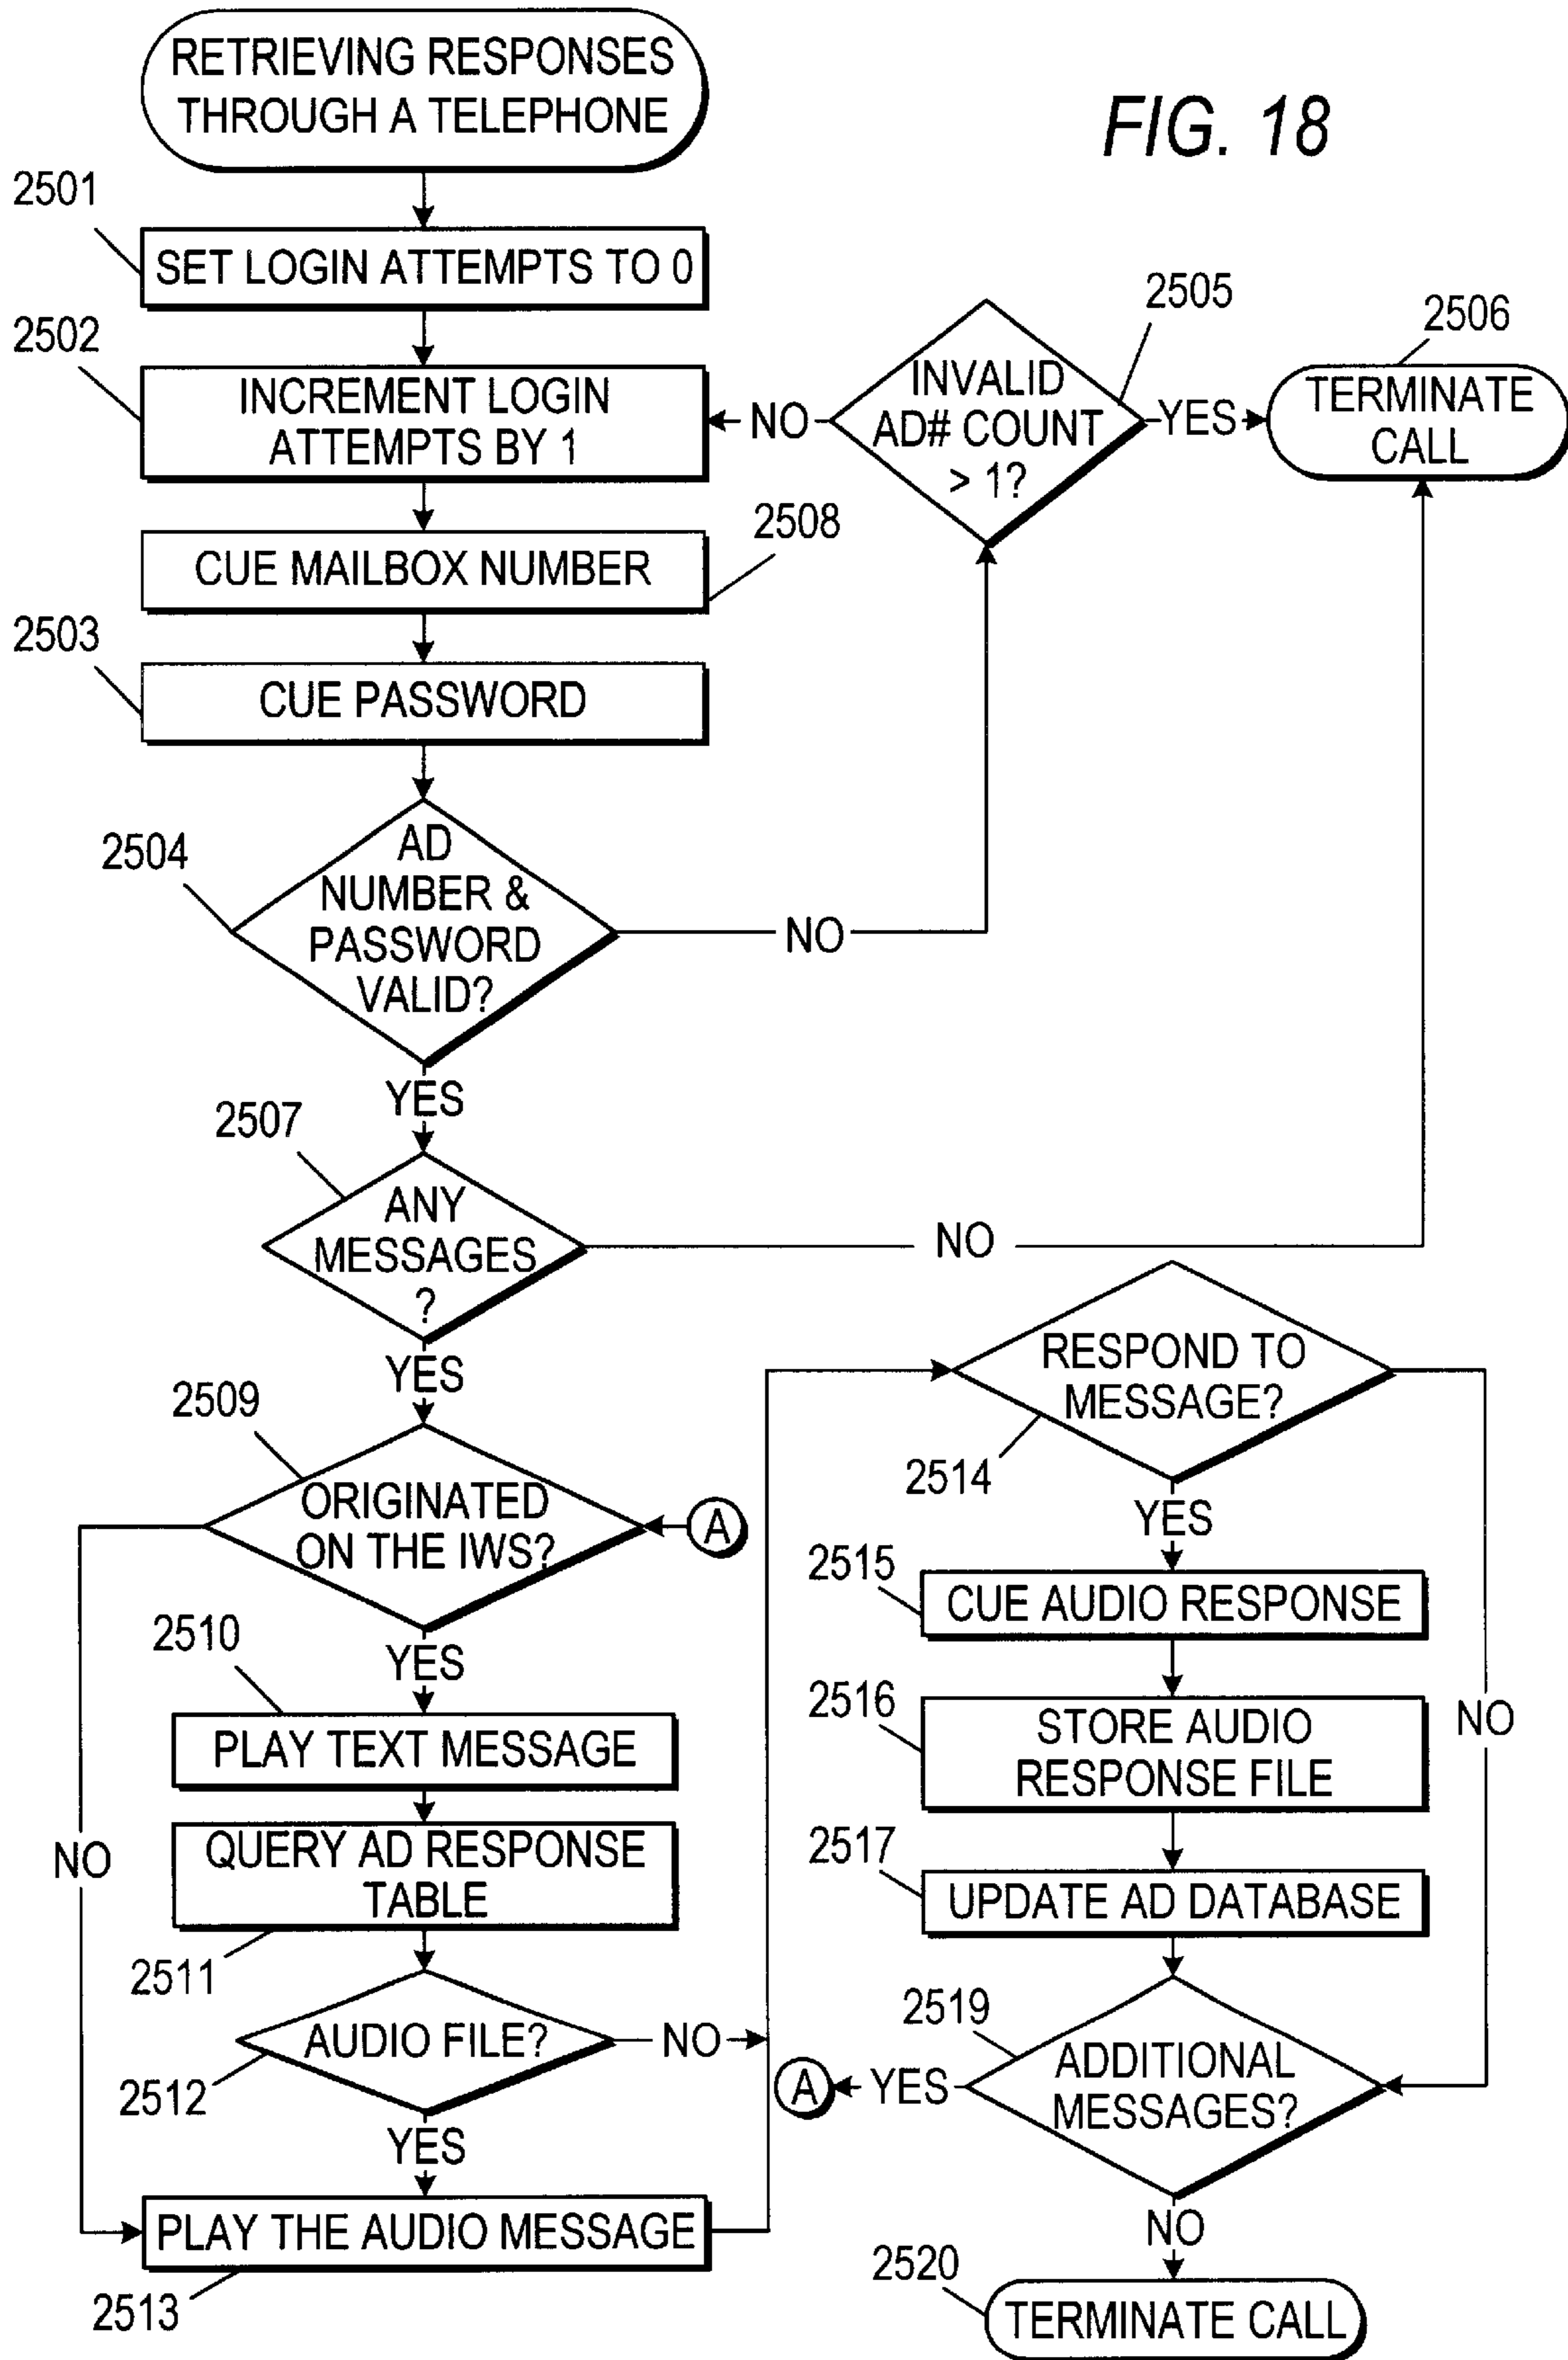 RETRIEVING RESPONSES
THROUGH A TELEPHONE
FIG. 18
2501
SET LOGIN ATTEMPTS TO 0
2502
INCREMENT LOGIN
ATTEMPTS BY 1
NO
INVALID
AD# COUNT
> 1?
2505
YES
2506
TERMINATE
CALL
2508
CUE MAILBOX NUMBER
2503
CUE PASSWORD
2504
AD
NUMBER &
PASSWORD
VALID?
NO
YES
2507
ANY
MESSAGES
?
NO
YES
2509
ORIGINATED
ON THE IWS?
A
YES
2510
PLAY TEXT MESSAGE
QUERY AD RESPONSE
TABLE
2511
NO
AUDIO FILE?
NO
2512
YES
PLAY THE AUDIO MESSAGE
2513
RESPOND TO
MESSAGE?
2514
YES
2515
CUE AUDIO RESPONSE
2516
STORE AUDIO
RESPONSE FILE
NO
2517
UPDATE AD DATABASE
2519
ADDITIONAL
MESSAGES?
A
YES
NO
2520
TERMINATE CALL